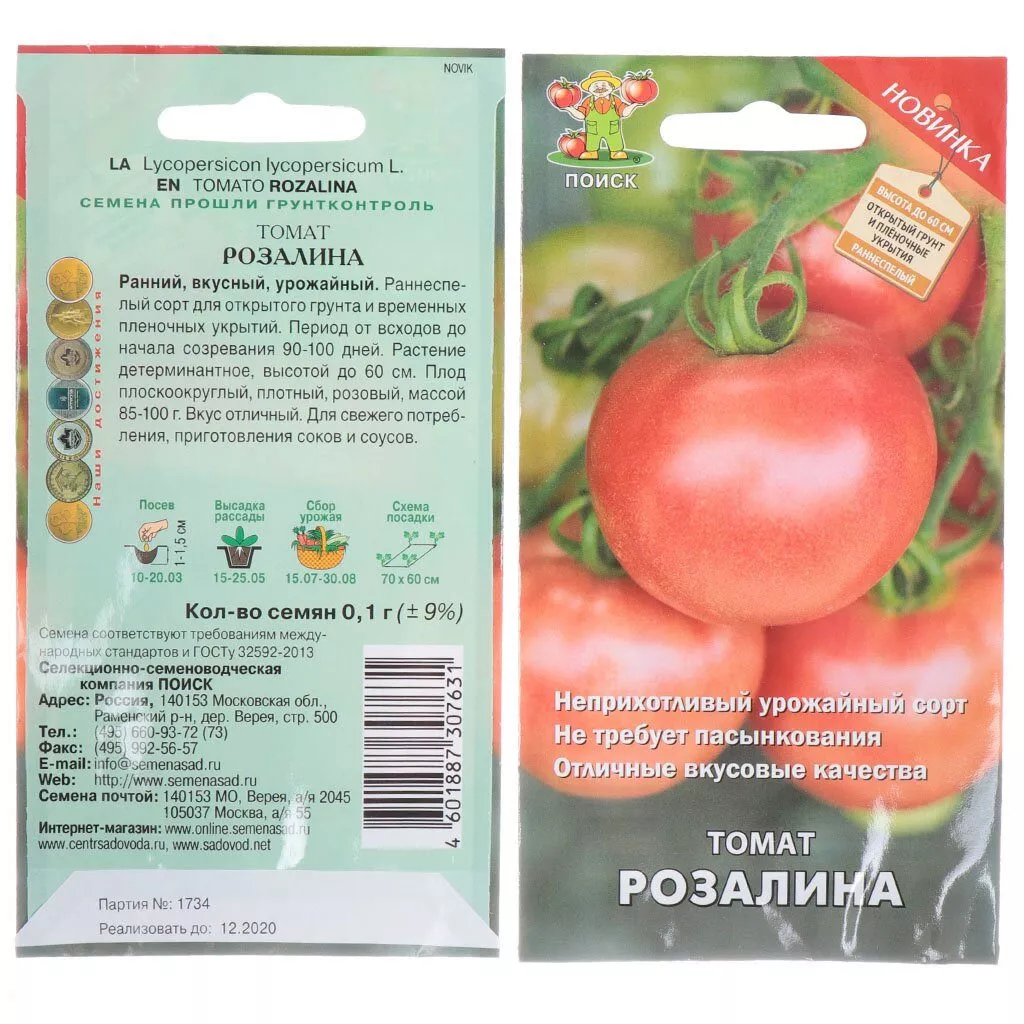 NOVIK
LA Lycopersicon lycopersicum L.
EN TOMATO ROZALINA
СЕМЕНА ПРОШЛИ ГРУНТКОНТРОЛЬ
ТОМАТ
РОЗАЛИНА
Ранний, вкусный, урожайный. Раннеспе-
лый сорт для открытого грунта и временных
пленочных укрытий. Период от всходов до
начала созревания 90-100 дней. Растение
детерминантное, высотой до 60 см. Плод
плоскоокруглый, плотный, розовый, массой
85-100 г. Вкус отличный. Для свежего потреб-
ления, приготовления соков и соусов.
Наши достижения
Посев
1-1,5 см
10-20.03
Высадка
рассады
15-25.05
Сбор
урожая
15.07-30.08
Схема
посадки
70 х 60 см
Кол-во семян 0,1 г (± 9%)
Семена соответствуют требованиям между-
народных стандартов и ГОСТу 32592-2013
Селекционно-семеноводческая
компания ПОИСК
Адрес: Россия, 140153 Московская обл.,
Раменский р-н, дер. Верея, стр. 500
Тел.: (495) 660-93-72 (73)
Факс: (495) 992-56-57
E-mail: info@semenasad.ru
Web: http://www.semenasad.ru
Семена почтой: 140153 МО, Верея, а/я 2045
105037 Москва, а/я 55
Интернет-магазин: www.online.semenasad.ru
www.centrsadovoda.ru, www.sadovod.net
4 601887 307631
Партия №: 1734
Реализовать до: 12.2020
ПОИСК
НОВИНКА
ВЫСОТА ДО 60 СМ
ОТКРЫТЫЙ ГРУНТ
И ПЛЁНОЧНЫЕ
УКРЫТИЯ
РАННЕСПЕЛЫЙ
Неприхотливый урожайный сорт
Не требует пасынкования
Отличные вкусовые качества
ТОМАТ
РОЗАЛИНА